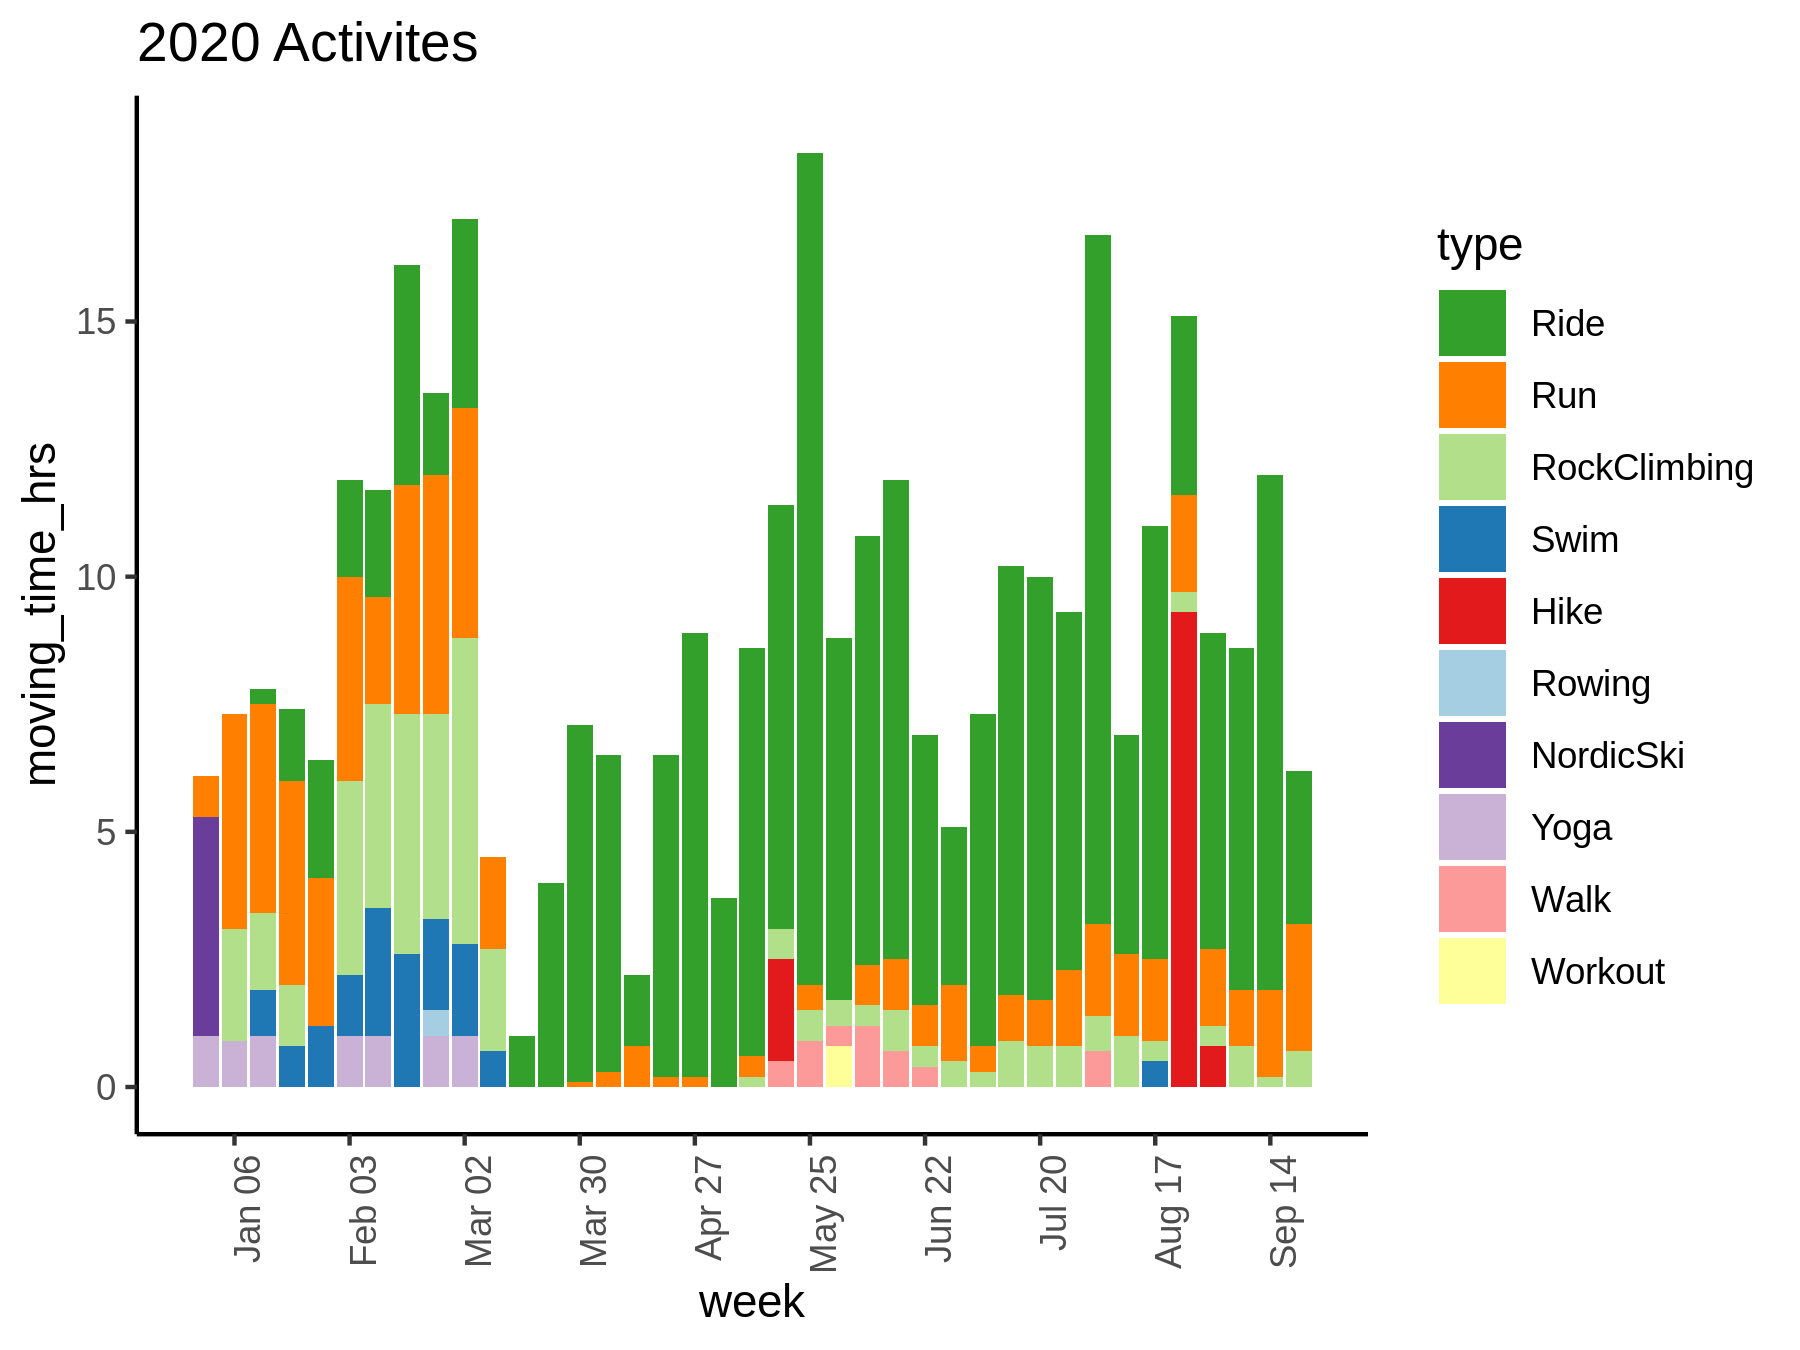 2020 Activites
moving_time_hrs
15
10
5
0
Jan 06
Feb 03
Mar 02
Mar 30
Apr 27
May 25
Jun 22
Jul 20
Aug 17
Sep 14
week
type
Ride
Run
RockClimbing
Swim
Hike
Rowing
NordicSki
Yoga
Walk
Workout